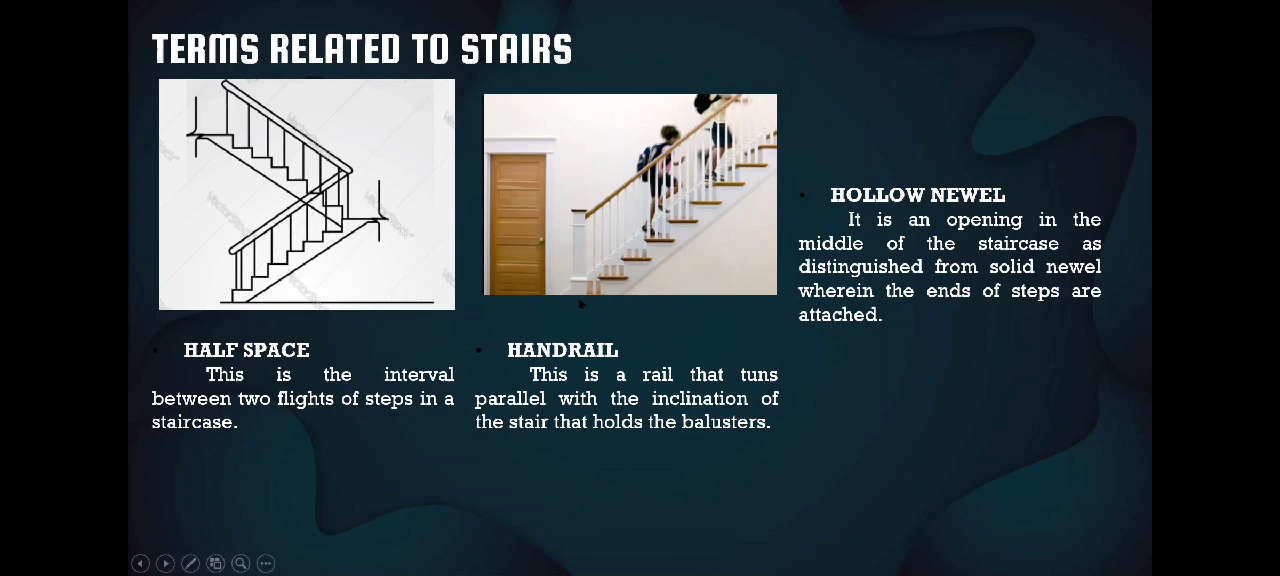 TERMS RELATED TO STAIRS
HALF SPACE
This is the interval
between two flights of steps in a
staircase.
HANDRAIL
This is a rail that tuns
parallel with the inclination of
the stair that holds the balusters.
HOLLOW NEWEL
It is an opening in the
middle of the staircase as
distinguished from solid newel
wherein the ends of steps are
attached.